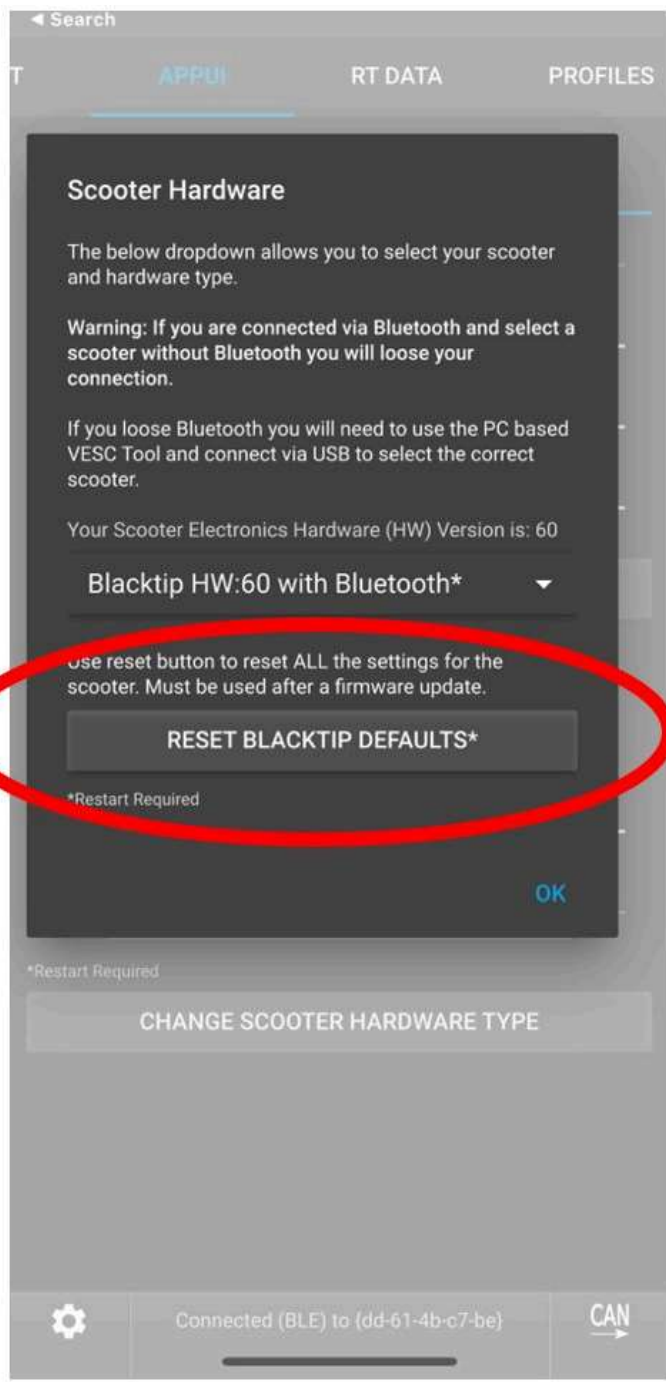 ◀ Search
T APPUI RT DATA PROFILES
Scooter Hardware
The below dropdown allows you to select your scooter
and hardware type.
Warning: If you are connected via Bluetooth and select a
scooter without Bluetooth you will loose your
connection.
If you loose Bluetooth you will need to use the PC based
VESC Tool and connect via USB to select the correct
scooter.
Your Scooter Electronics Hardware (HW) Version is: 60
Blacktip HW:60 with Bluetooth*
Use reset button to reset ALL the settings for the
scooter. Must be used after a firmware update.
RESET BLACKTIP DEFAULTS*
*Restart Required
OK
*Restart Required
CHANGE SCOOTER HARDWARE TYPE
Connected (BLE) to {dd-61-4b-c7-be} CAN